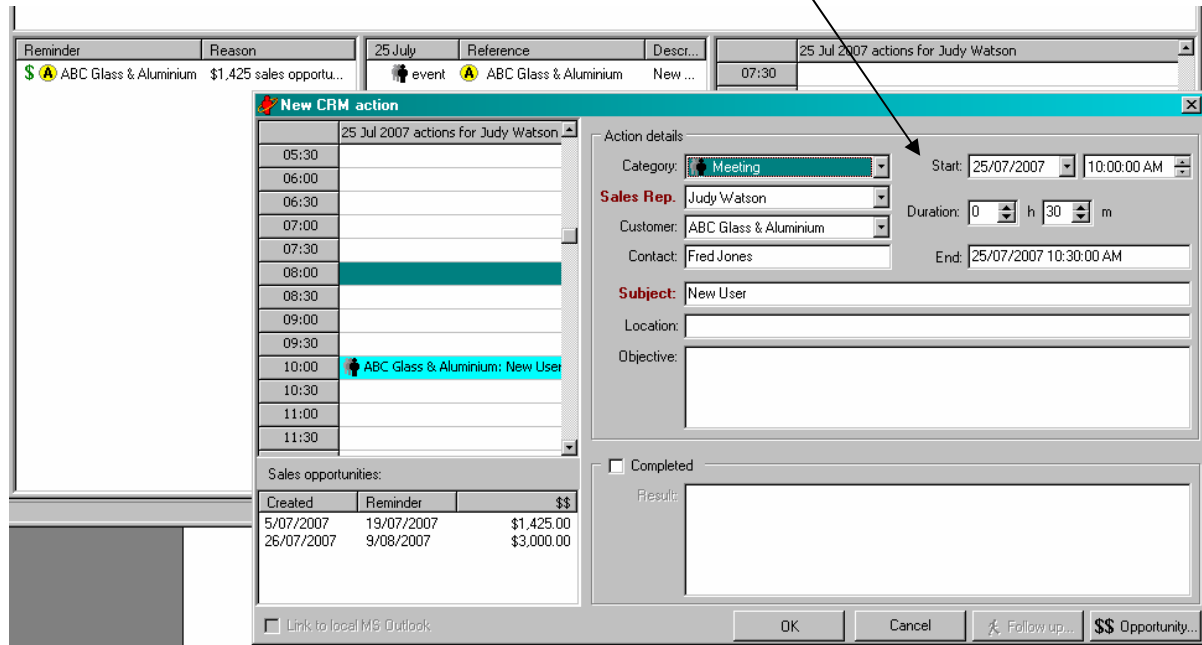 Reminder Reason 25 July Reference Descr... 25 Jul 2007 actions for Judy Watson
$ A ABC Glass & Aluminium $1,425 sales opportu... event A ABC Glass & Aluminium New ... 07:30
New CRM action
25 Jul 2007 actions for Judy Watson
05:30
06:00
06:30
07:00
07:30
08:00
08:30
09:00
09:30
10:00 ABC Glass & Aluminium: New User
10:30
11:00
11:30
Sales opportunities:
Created Reminder $$
5/07/2007 19/07/2007 $1,425.00
26/07/2007 9/08/2007 $3,000.00
Link to local MS Outlook
Action details
Category: Meeting
Sales Rep. Judy Watson
Customer: ABC Glass & Aluminium
Contact: Fred Jones
Start: 25/07/2007 10:00:00 AM
Duration: 0 h 30 m
End: 25/07/2007 10:30:00 AM
Subject: New User
Location:
Objective:
Completed
Result:
OK Cancel Follow up... $$ Opportunity...